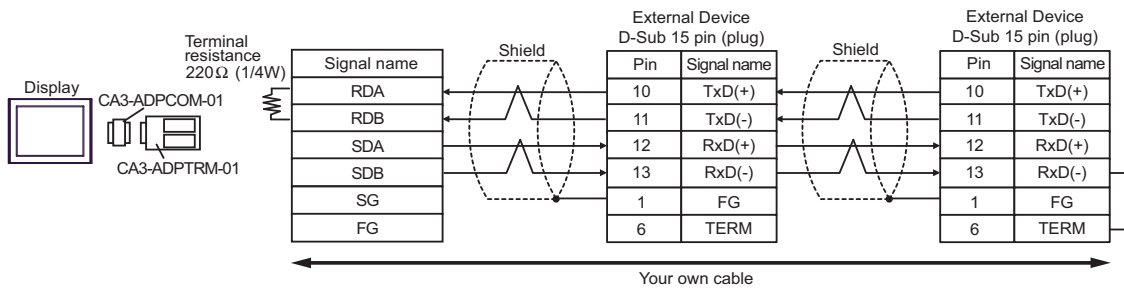 Display
CA3-ADPCOM-01
CA3-ADPTRM-01
Terminal
resistance
220Ω (1/4W)
Signal name
RDA
RDB
SDA
SDB
SG
FG
Shield
External Device
D-Sub 15 pin (plug)
Pin Signal name
10 TxD(+)
11 TxD(-)
12 RxD(+)
13 RxD(-)
1 FG
6 TERM
Shield
External Device
D-Sub 15 pin (plug)
Pin Signal name
10 TxD(+)
11 TxD(-)
12 RxD(+)
13 RxD(-)
1 FG
6 TERM
Your own cable